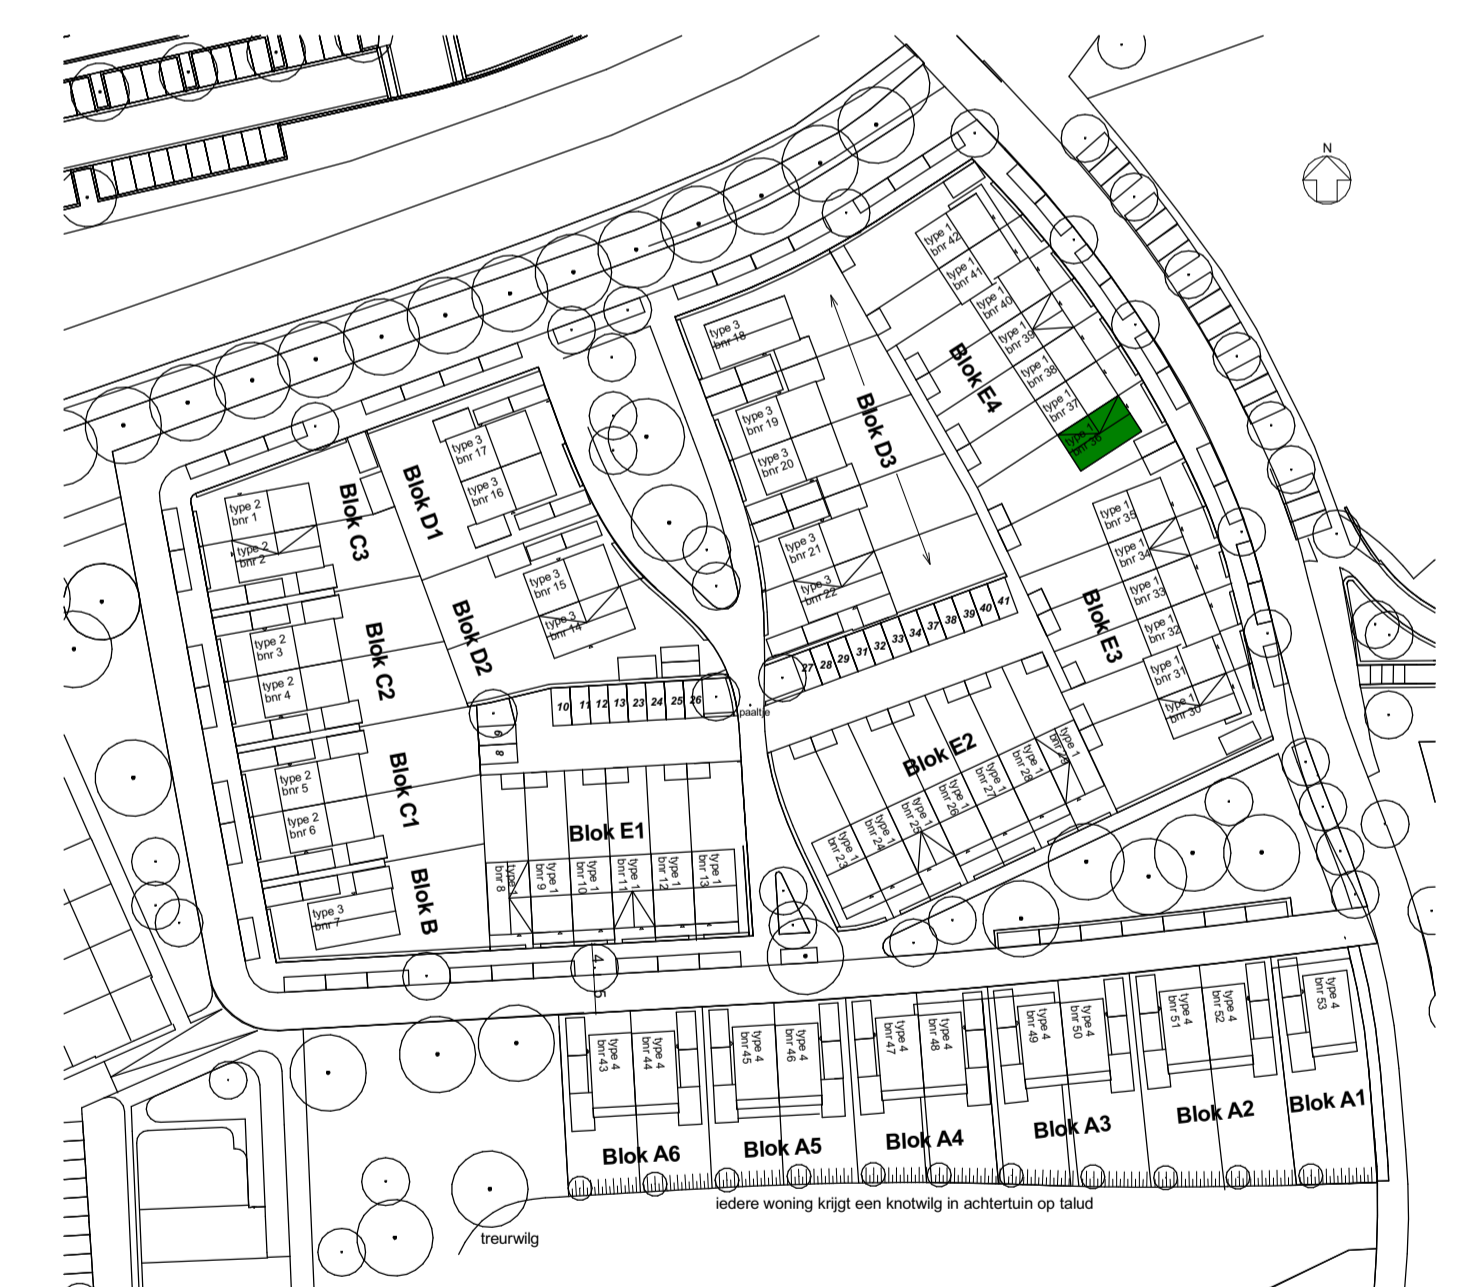 N
type 1
bnr 42
type 1
bnr 41
type 1
bnr 40
type 1
bnr 39
type 1
bnr 38
type 1
bnr 37
type 1
bnr 36
Blok E4
type 3
bnr 18
type 3
bnr 19
type 3
bnr 20
type 3
bnr 21
type 3
bnr 22
Blok D3
type 3
bnr 17
type 3
bnr 16
Blok D1
Blok C3
type 2
bnr 1
type 2
bnr 2
type 3
bnr 15
type 3
bnr 14
Blok D2
type 1
bnr 35
type 1
bnr 34
type 1
bnr 33
type 1
bnr 32
type 1
bnr 31
type 1
bnr 30
Blok E3
27 28 29 31 32 33 34 37 38 39 40 41
type 2
bnr 3
type 2
bnr 4
Blok C2
10 11 12 13 23 24 25 26
paaltje
9
8
Blok E2
type 1
bnr 23
type 1
bnr 24
type 1
bnr 25
type 1
bnr 26
type 1
bnr 27
type 1
bnr 28
type 1
bnr 29
type 2
bnr 5
type 2
bnr 6
Blok C1
Blok E1
type 1
bnr 8
type 1
bnr 9
type 1
bnr 10
type 1
bnr 11
type 1
bnr 12
type 1
bnr 13
type 3
bnr 7
Blok B
4.5
type 4
bnr 43
type 4
bnr 44
type 4
bnr 45
type 4
bnr 46
type 4
bnr 47
type 4
bnr 48
type 4
bnr 49
type 4
bnr 50
type 4
bnr 51
type 4
bnr 52
type 4
bnr 53
Blok A6
Blok A5
Blok A4
Blok A3
Blok A2
Blok A1
iedere woning krijgt een knotwilg in achtertuin op talud
treurwilg